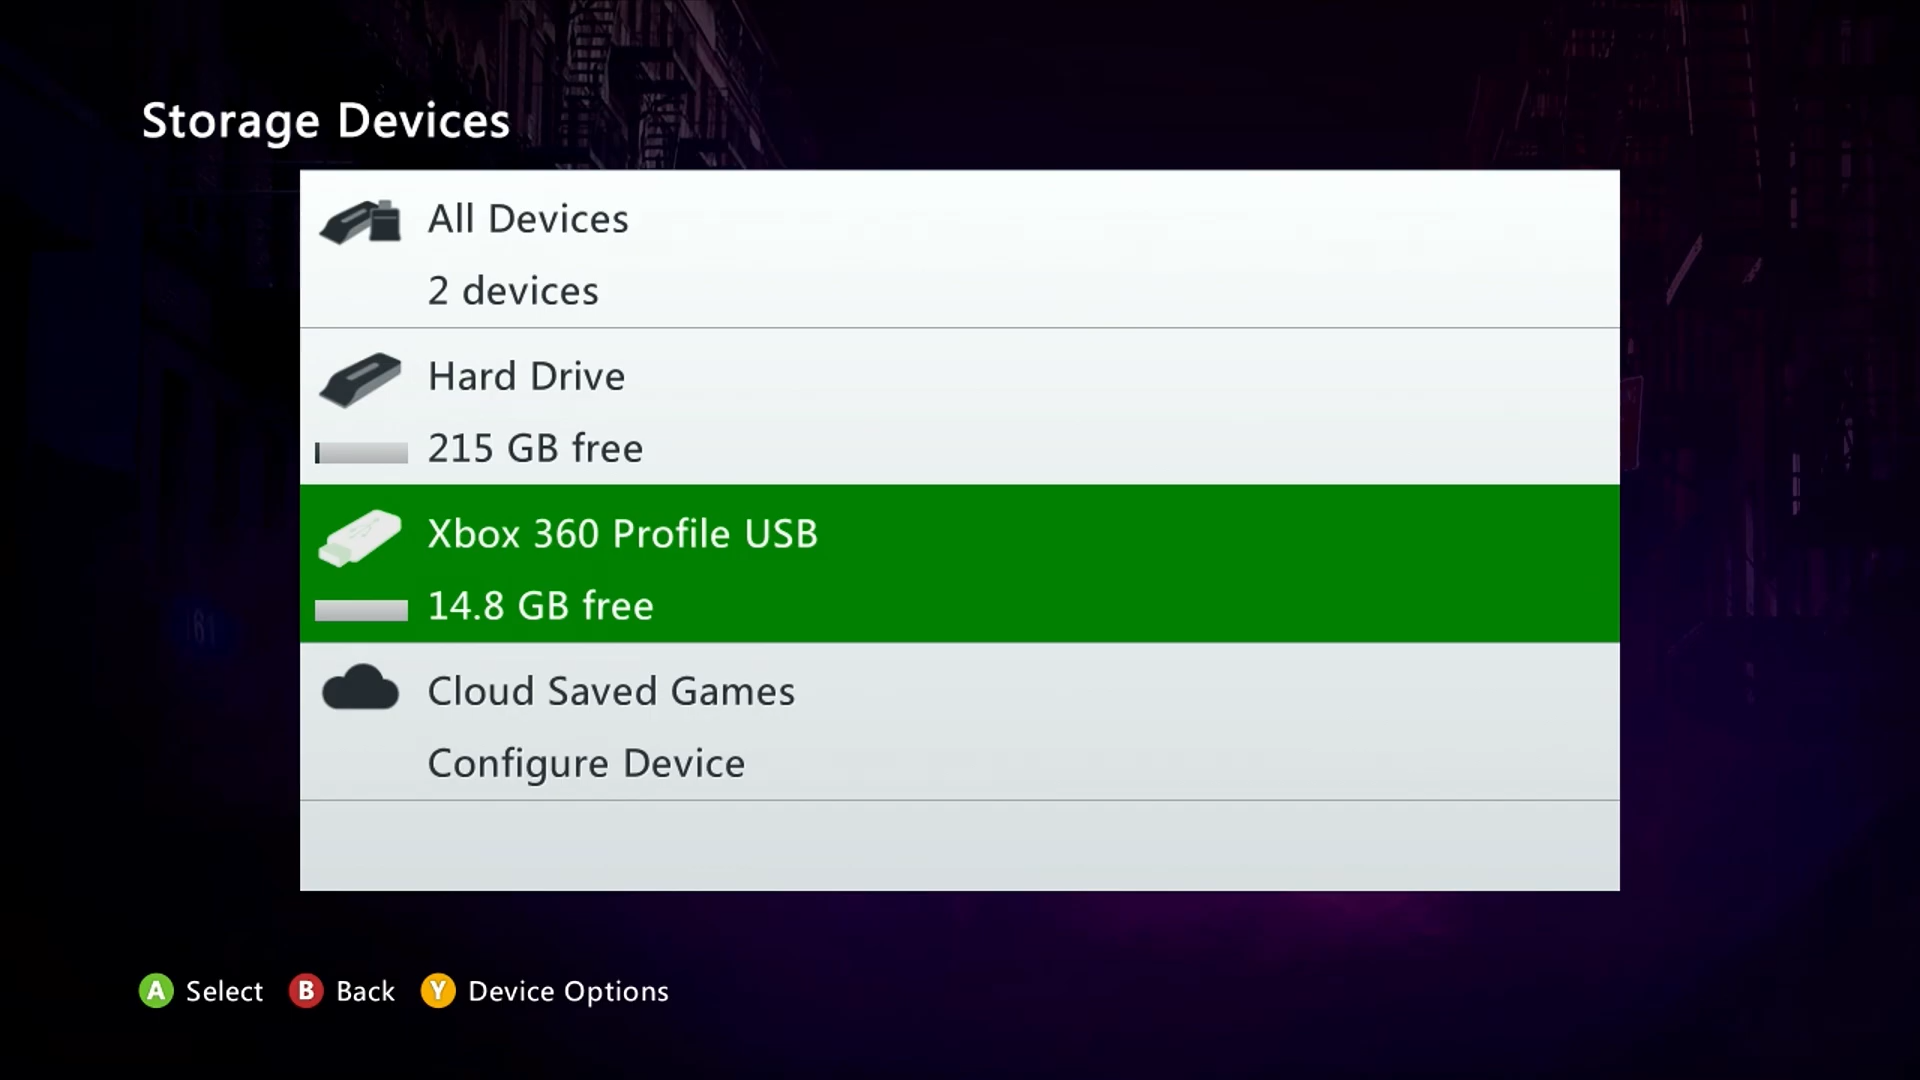 Storage Devices
All Devices
2 devices
Hard Drive
215 GB free
Xbox 360 Profile USB
14.8 GB free
Cloud Saved Games
Configure Device
A Select B Back Y Device Options